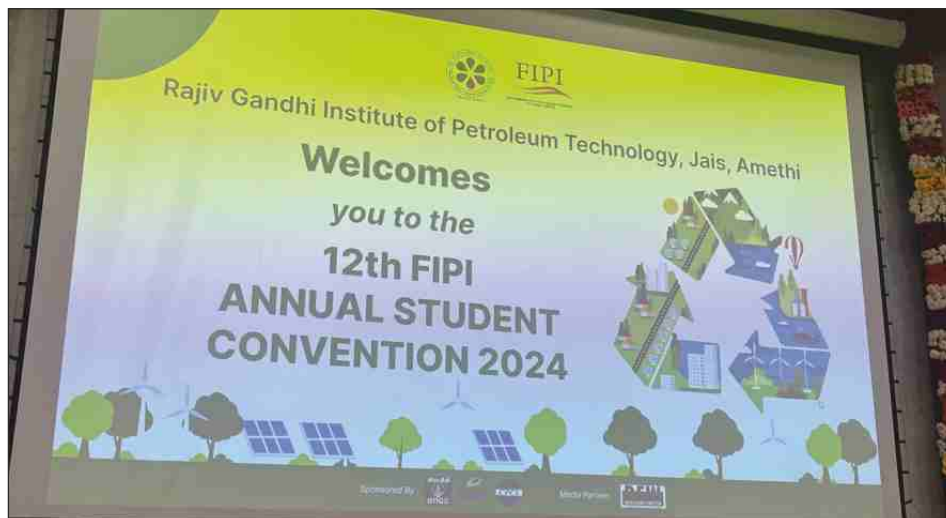 FIPI
Rajiv Gandhi Institute of Petroleum Technology, Jais, Amethi
Welcomes
you to the
12th FIPI
ANNUAL STUDENT
CONVENTION 2024
Sponsored By
ongc
Media Partner
DEW